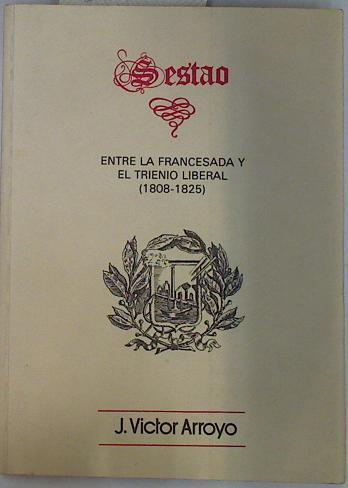 Sestao
ENTRE LA FRANCESADA Y
EL TRIENIO LIBERAL
(1808-1825)
J. Victor Arroyo